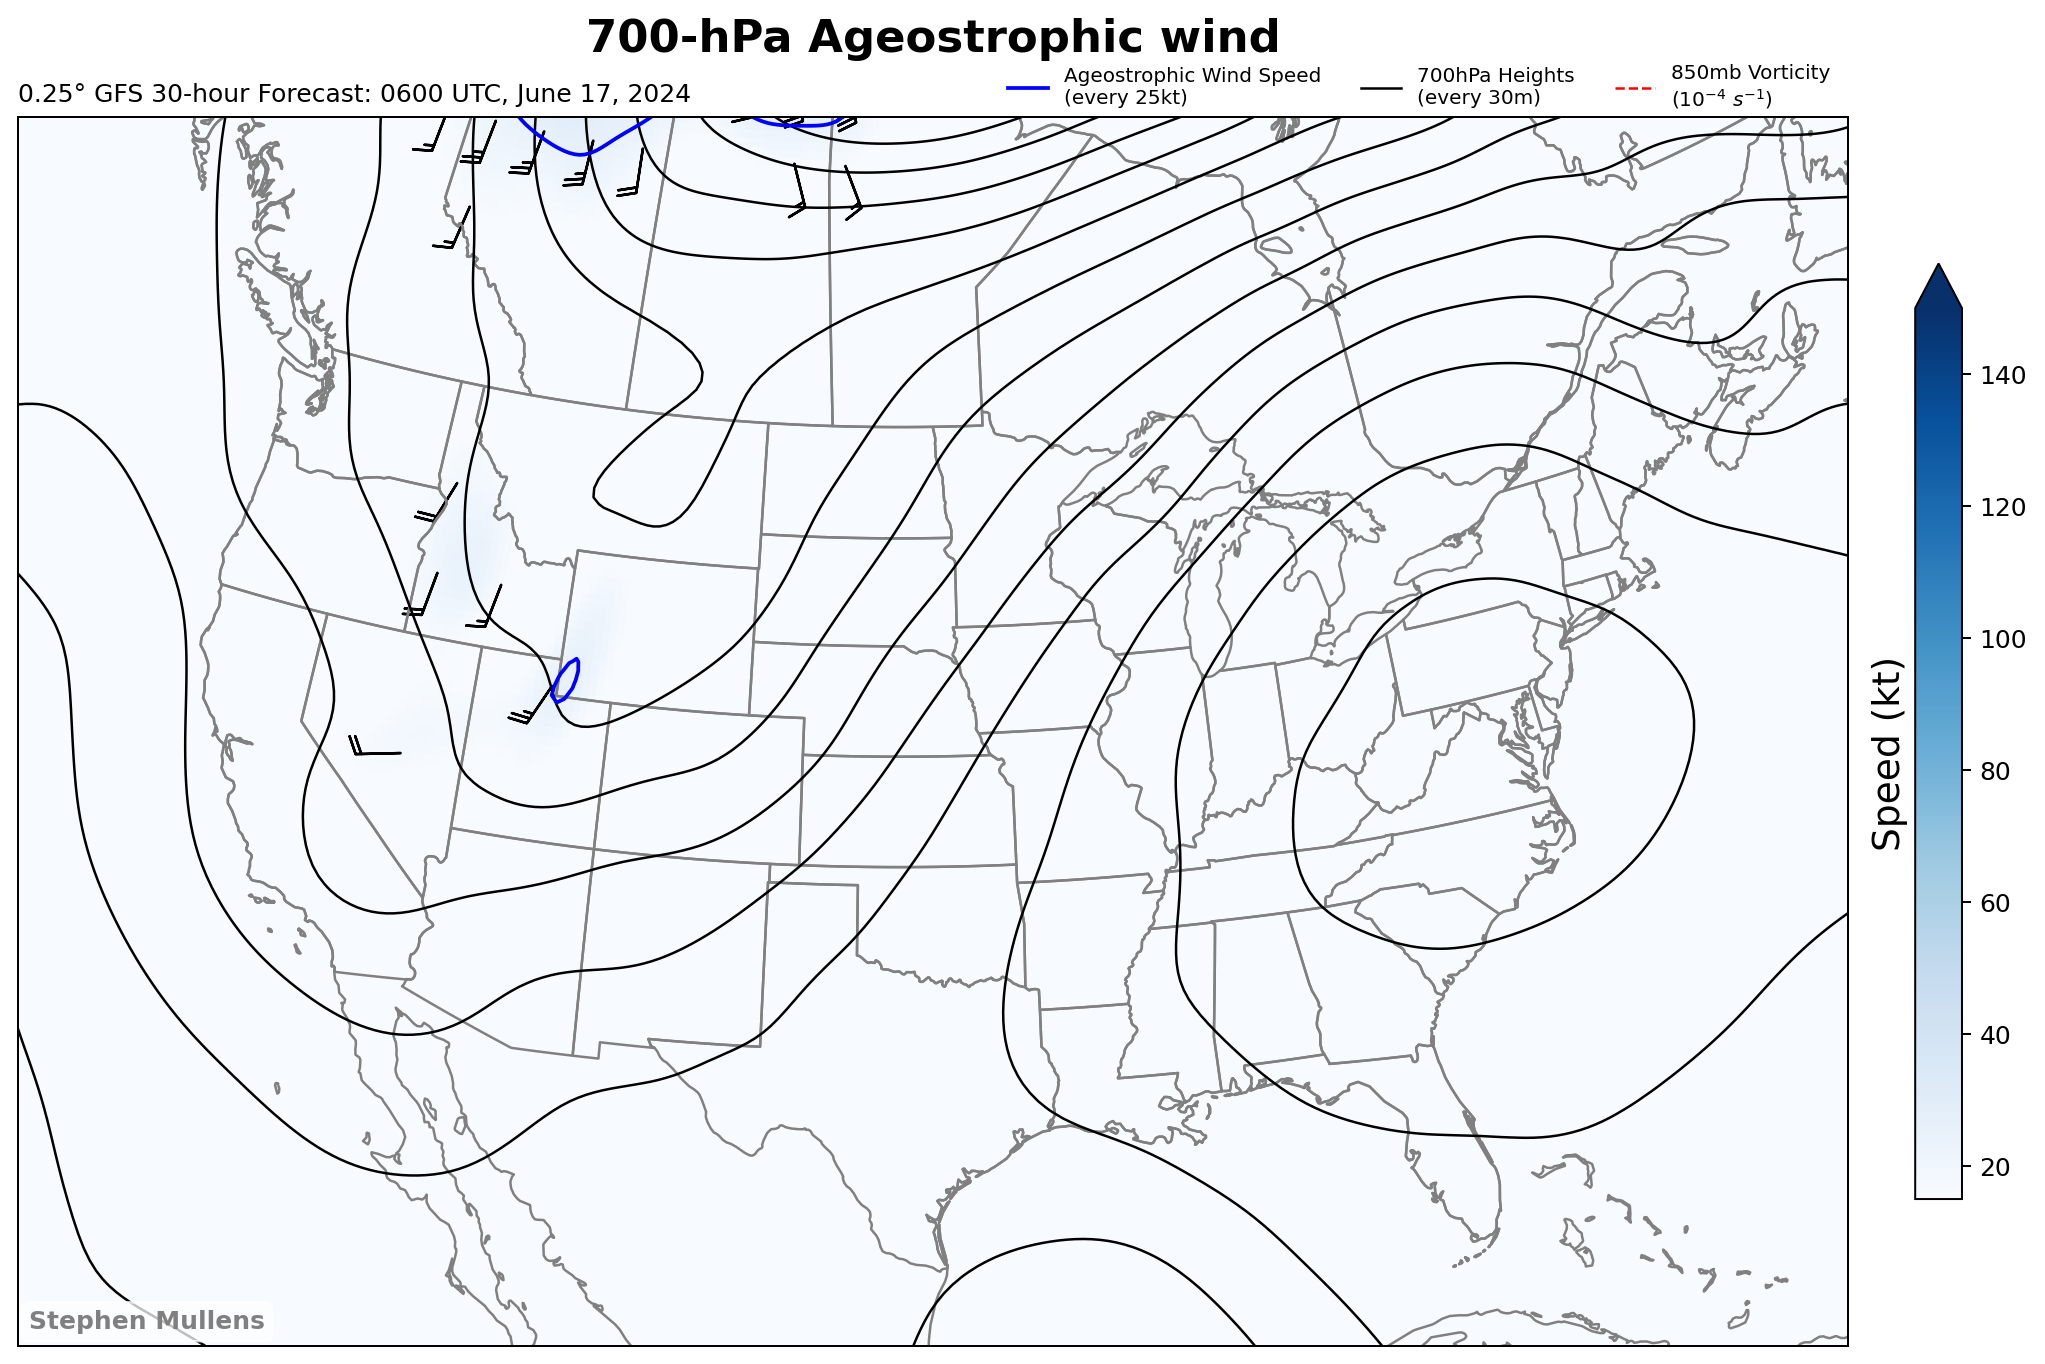 700-hPa Ageostrophic wind
0.25° GFS 30-hour Forecast: 0600 UTC, June 17, 2024
Ageostrophic Wind Speed
(every 25kt)
700hPa Heights
(every 30m)
850mb Vorticity
(10⁻⁴ s⁻¹)
140
120
100
80
60
40
20
Speed (kt)
Stephen Mullens